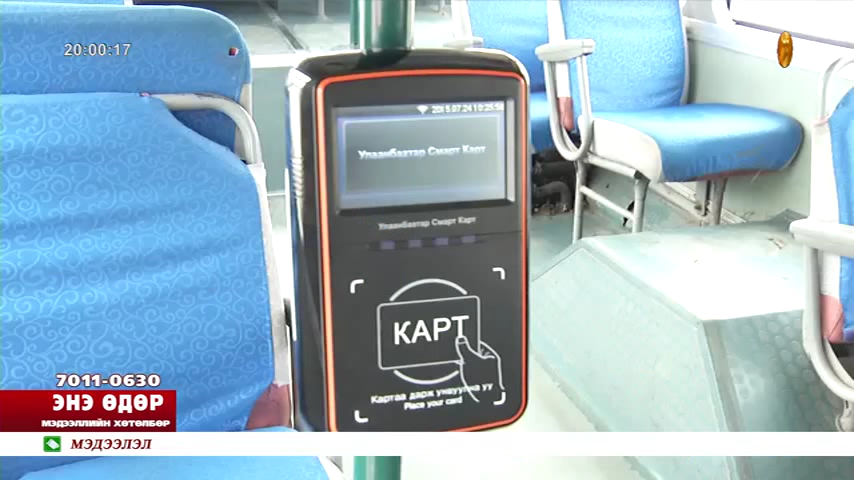 20:00:17
2015.07.24 10:25:58
Улаанбаатар Смарт Карт
Улаанбаатар Смарт Карт
КАРТ
Картаа дарж уншуулна уу
Place your card
7011-0630
ЭНЭ ӨДӨР
МЭДЭЭЛЛИЙН ХӨТӨЛБӨР
МЭДЭЭЛЭЛ